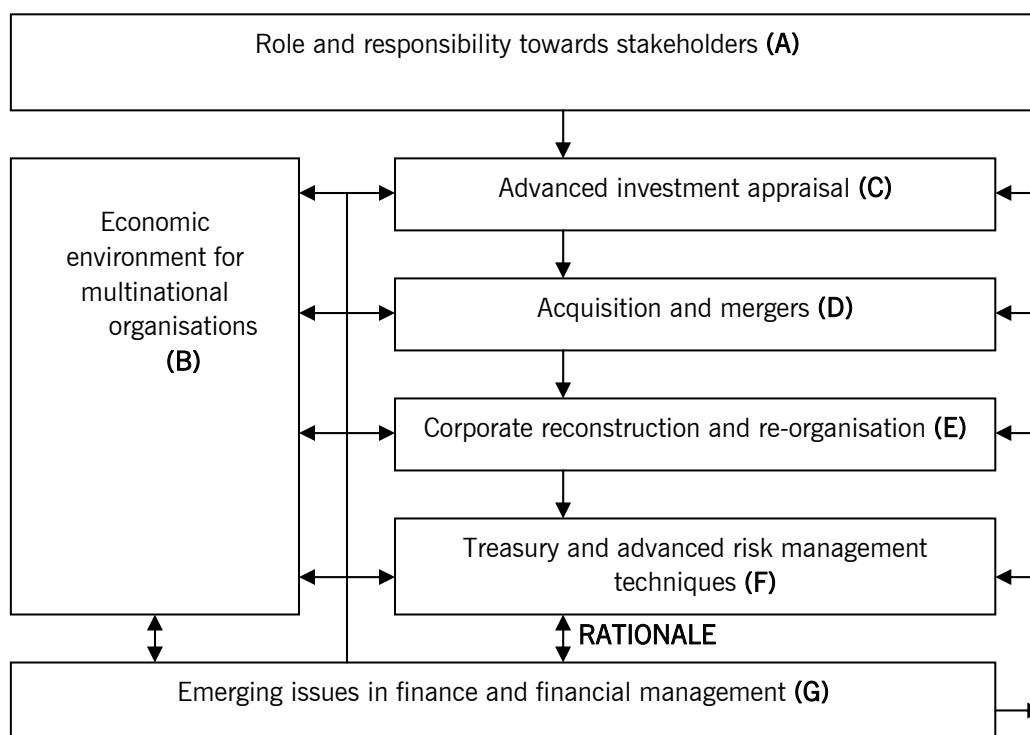 Role and responsibility towards stakeholders (A)
Advanced investment appraisal (C)
Economic
environment for
multinational
organisations
(B)
Acquisition and mergers (D)
Corporate reconstruction and re-organisation (E)
Treasury and advanced risk management
techniques (F)
RATIONALE
Emerging issues in finance and financial management (G)